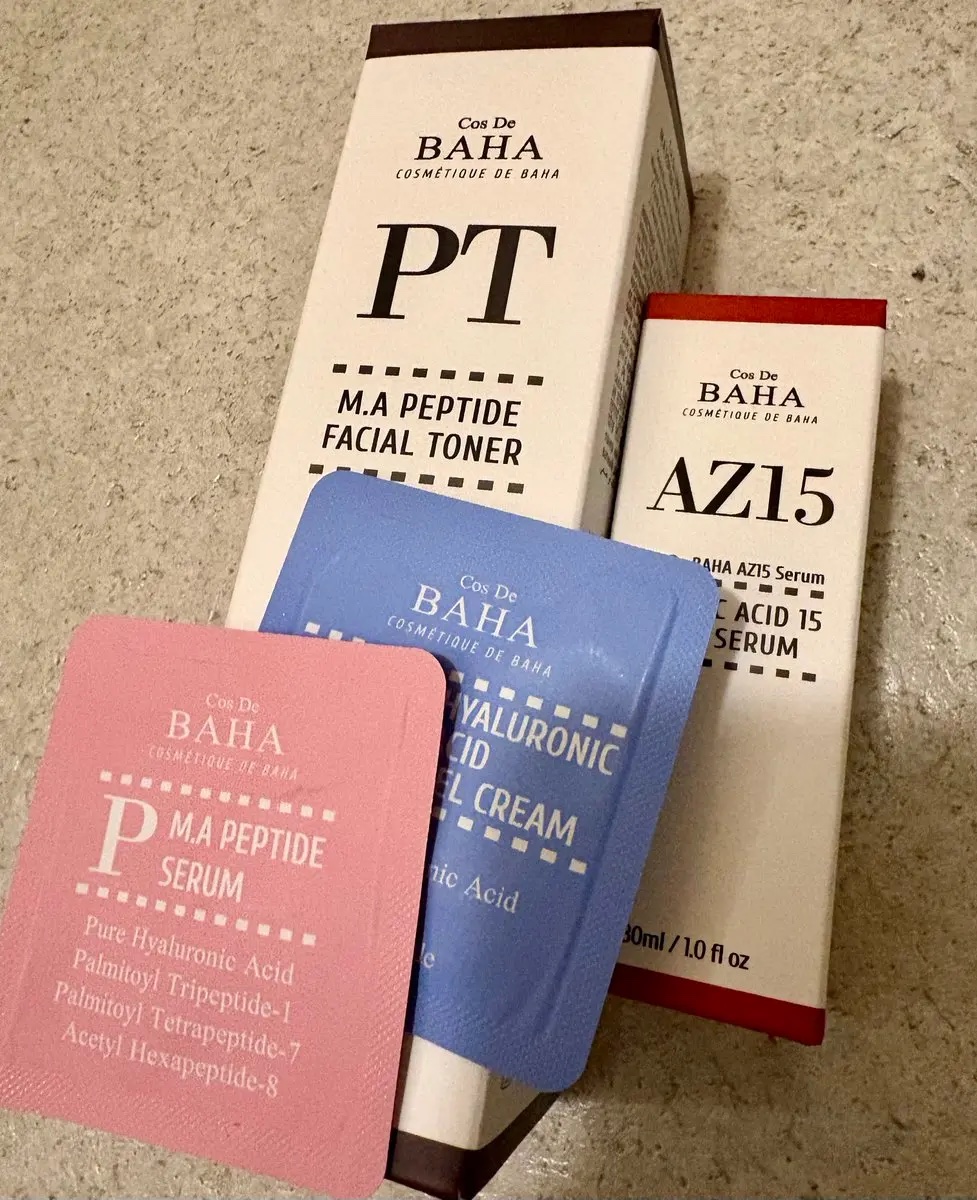 Cos De
BAHA
COSMÉTIQUE DE BAHA
PT
M.A PEPTIDE
FACIAL TONER
Cos De
BAHA
COSMÉTIQUE DE BAHA
AZ15
BAHA AZ15 Serum
C ACID 15
SERUM
30ml / 1.0 fl oz
Cos De
BAHA
COSMÉTIQUE DE BAHA
HYALURONIC
CID
EL CREAM
nic Acid
Cos De
BAHA
COSMÉTIQUE DE BAHA
P M.A PEPTIDE
SERUM
Pure Hyaluronic Acid
Palmitoyl Tripeptide-1
Palmitoyl Tetrapeptide-7
Acetyl Hexapeptide-8